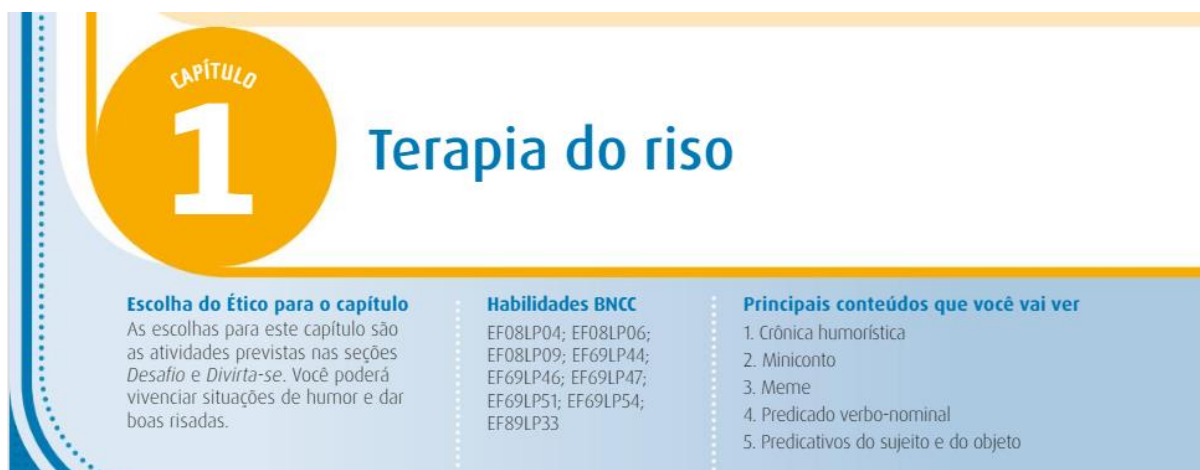 CAPÍTULO
1
Terapia do riso
Escolha do Ético para o capítulo
As escolhas para este capítulo são
as atividades previstas nas seções
Desafio e Divirta-se. Você poderá
vivenciar situações de humor e dar
boas risadas.
Habilidades BNCC
EF08LP04; EF08LP06;
EF08LP09; EF69LP44;
EF69LP46; EF69LP47;
EF69LP51; EF69LP54;
EF89LP33
Principais conteúdos que você vai ver
1. Crônica humorística
2. Miniconto
3. Meme
4. Predicado verbo-nominal
5. Predicativos do sujeito e do objeto